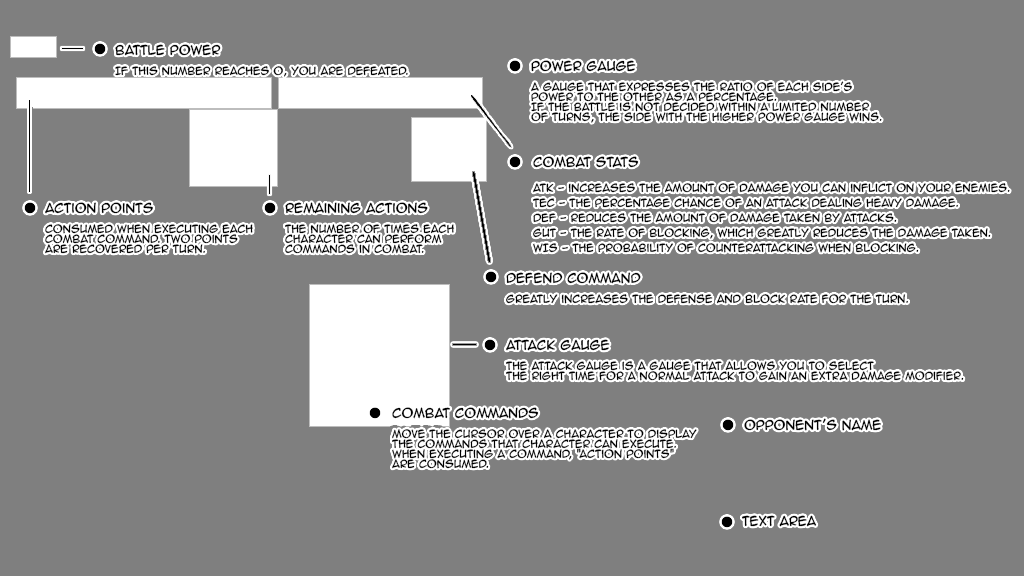 BATTLE POWER
IF THIS NUMBER REACHES 0, YOU ARE DEFEATED.
POWER GAUGE
A GAUGE THAT EXPRESSES THE RATIO OF EACH SIDE'S
POWER TO THE OTHER AS A PERCENTAGE.
IF THE BATTLE IS NOT DECIDED WITHIN A LIMITED NUMBER
OF TURNS, THE SIDE WITH THE HIGHER POWER GAUGE WINS.
COMBAT STATS
ATK - INCREASES THE AMOUNT OF DAMAGE YOU CAN INFLICT ON YOUR ENEMIES.
TEC - THE PERCENTAGE CHANCE OF AN ATTACK DEALING HEAVY DAMAGE.
DEF - REDUCES THE AMOUNT OF DAMAGE TAKEN BY ATTACKS.
GUT - THE RATE OF BLOCKING, WHICH GREATLY REDUCES THE DAMAGE TAKEN.
WIS - THE PROBABILITY OF COUNTERATTACKING WHEN BLOCKING.
ACTION POINTS
CONSUMED WHEN EXECUTING EACH
COMBAT COMMAND. TWO POINTS
ARE RECOVERED PER TURN.
REMAINING ACTIONS
THE NUMBER OF TIMES EACH
CHARACTER CAN PERFORM
COMMANDS IN COMBAT.
DEFEND COMMAND
GREATLY INCREASES THE DEFENSE AND BLOCK RATE FOR THE TURN.
ATTACK GAUGE
THE ATTACK GAUGE IS A GAUGE THAT ALLOWS YOU TO SELECT
THE RIGHT TIME FOR A NORMAL ATTACK TO GAIN AN EXTRA DAMAGE MODIFIER.
COMBAT COMMANDS
MOVE THE CURSOR OVER A CHARACTER TO DISPLAY
THE COMMANDS THAT CHARACTER CAN EXECUTE.
WHEN EXECUTING A COMMAND, "ACTION POINTS"
ARE CONSUMED.
OPPONENT'S NAME
TEXT AREA